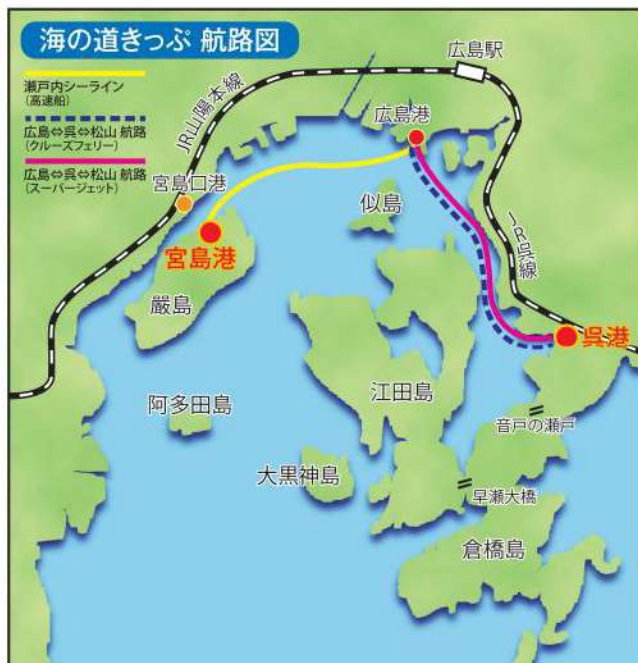 海の道きっぷ 航路図
瀬戸内シーライン
(高速船)
広島⇔呉⇔松山 航路
(クルーズフェリー)
広島⇔呉⇔松山 航路
(スーパージェット)
JR山陽本線
広島駅
広島港
宮島口港
似島
宮島港
JR呉線
厳島
呉港
阿多田島
江田島
音戸の瀬戸
大黒神島
早瀬大橋
倉橋島